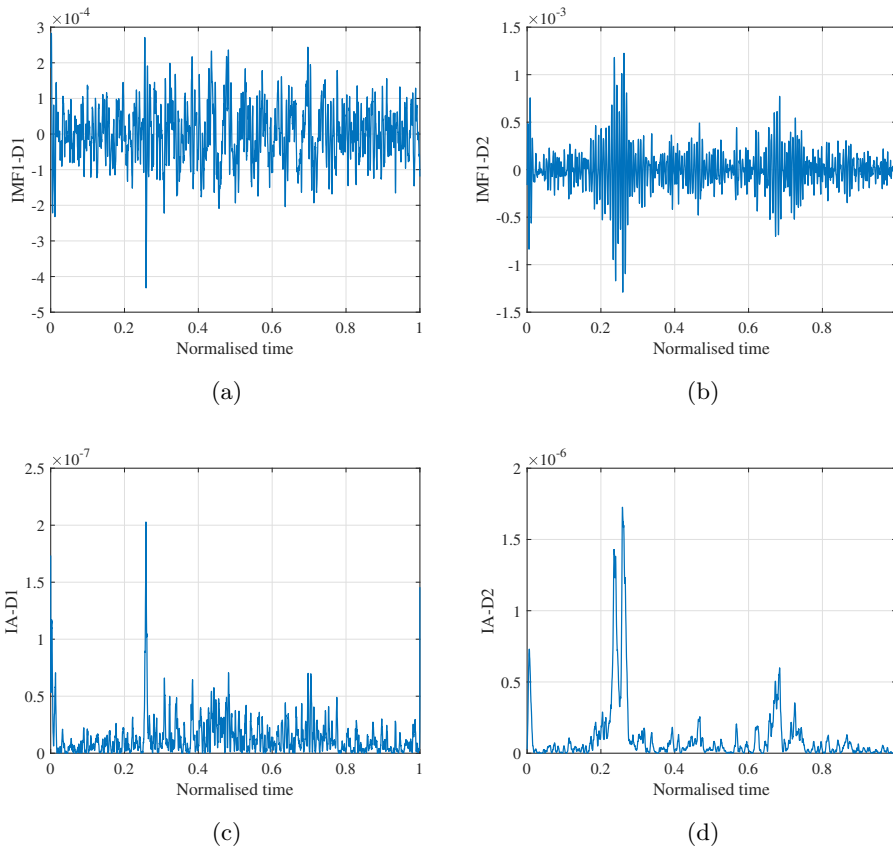 ×10⁻⁴
3
2
1
0
-1
-2
-3
-4
-5
IMF1-D1
0 0.2 0.4 0.6 0.8 1
Normalised time
(a)
×10⁻³
1.5
1
0.5
0
-0.5
-1
-1.5
IMF1-D2
0 0.2 0.4 0.6 0.8
Normalised time
(b)
×10⁻⁷
2.5
2
1.5
1
0.5
0
IA-D1
0 0.2 0.4 0.6 0.8 1
Normalised time
(c)
×10⁻⁶
2
1.5
1
0.5
0
IA-D2
0 0.2 0.4 0.6 0.8
Normalised time
(d)